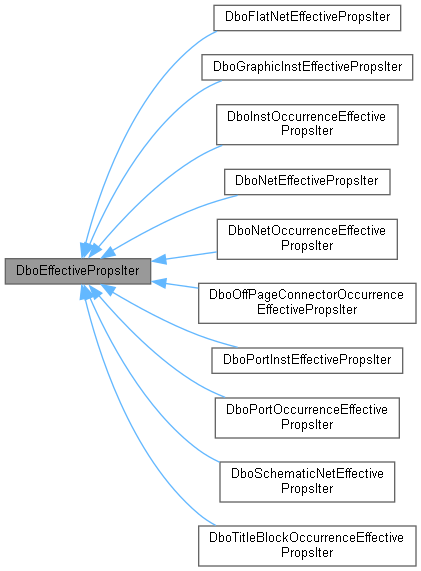 DboFlatNetEffectivePropsIter
DboGraphicInstEffectivePropsIter
DboInstOccurrenceEffective
PropsIter
DboNetEffectivePropsIter
DboNetOccurrenceEffective
PropsIter
DboEffectivePropsIter
DboOffPageConnectorOccurrence
EffectivePropsIter
DboPortInstEffectivePropsIter
DboPortOccurrenceEffective
PropsIter
DboSchematicNetEffective
PropsIter
DboTitleBlockOccurrenceEffective
PropsIter